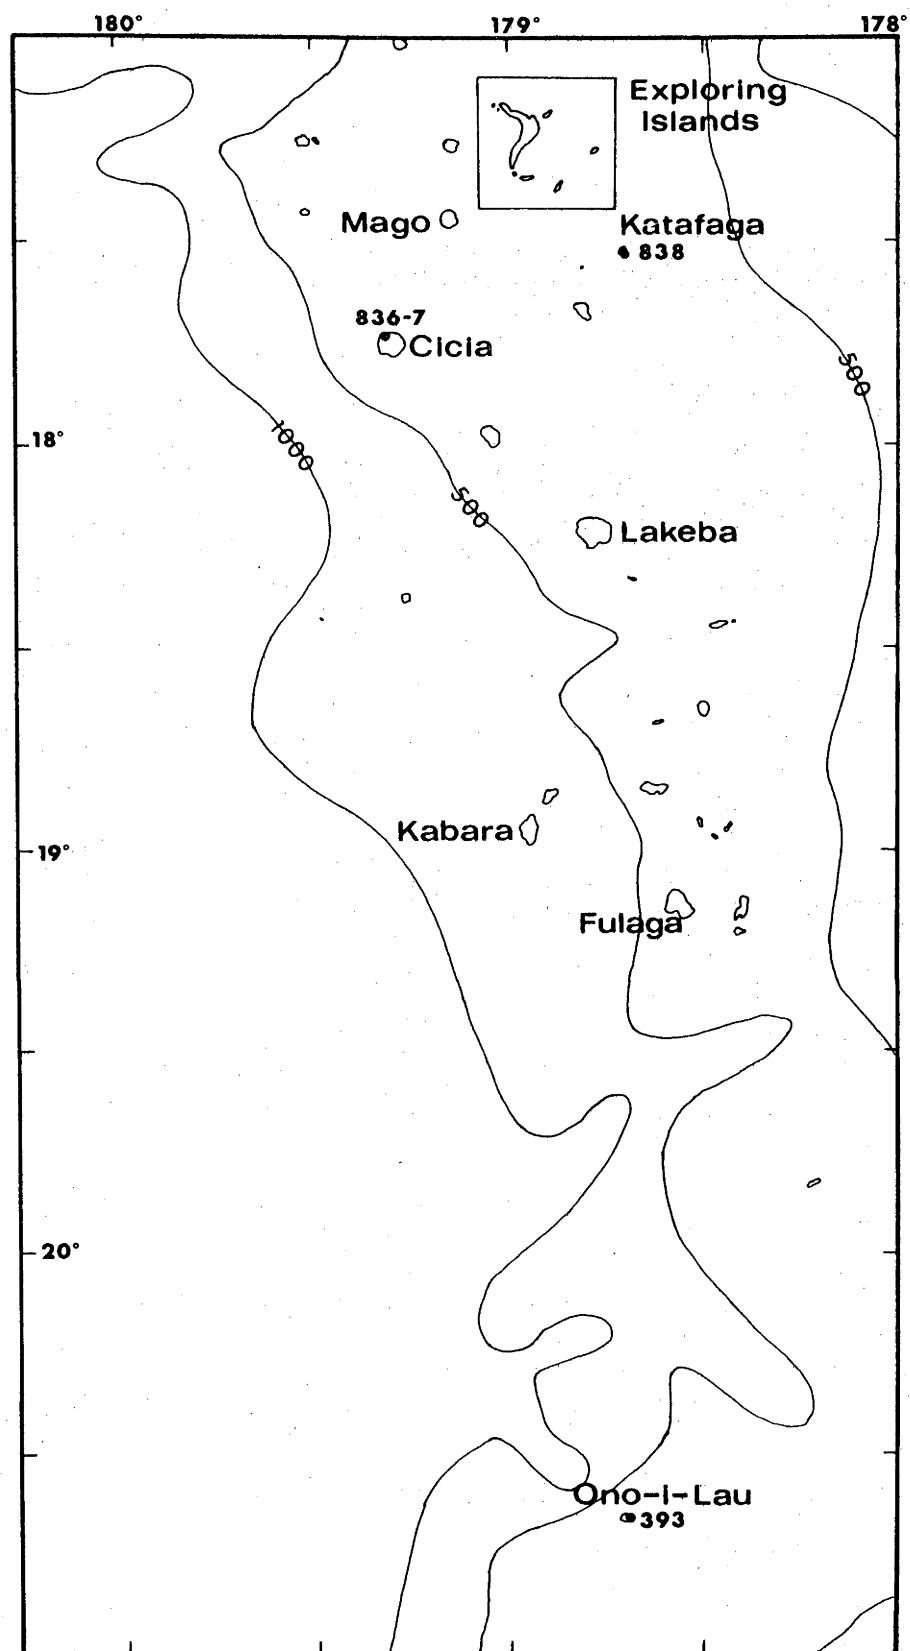 180° 179° 178°
Exploring
Islands
Mago
Katafaga
838
836-7
Cicia
500
18°
1000
500
Lakeba
Kabara
19°
Fulaga
20°
Ono-I-Lau
393